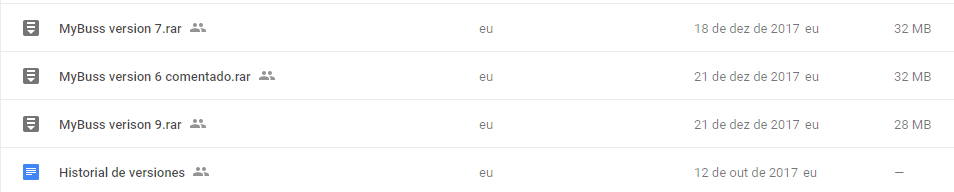 MyBuss version 7.rar eu 18 de dez de 2017 eu 32 MB
MyBuss version 6 comentado.rar eu 21 de dez de 2017 eu 32 MB
MyBuss verison 9.rar eu 21 de dez de 2017 eu 28 MB
Historial de versiones eu 12 de out de 2017 eu —